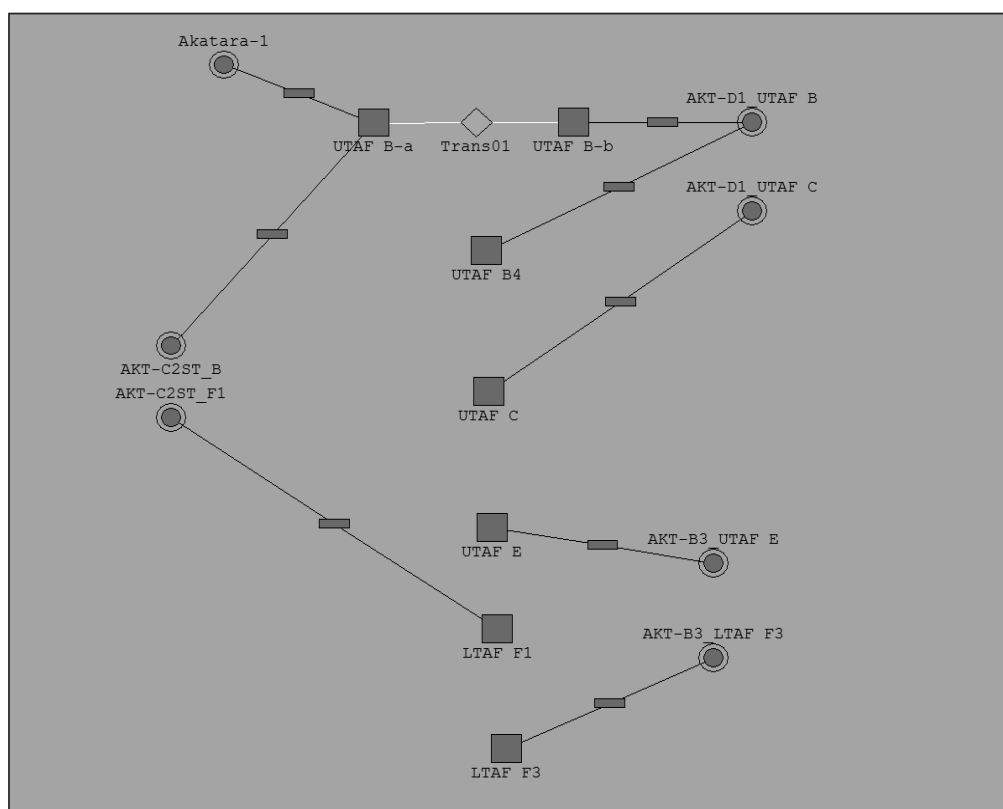 Akatara-1
AKT-D1_UTAF B
UTAF B-a
Trans01
UTAF B-b
AKT-D1_UTAF C
UTAF B4
AKT-C2ST_B
AKT-C2ST_F1
UTAF C
UTAF E
AKT-B3_UTAF E
LTAF F1
AKT-B3_LTAF F3
LTAF F3